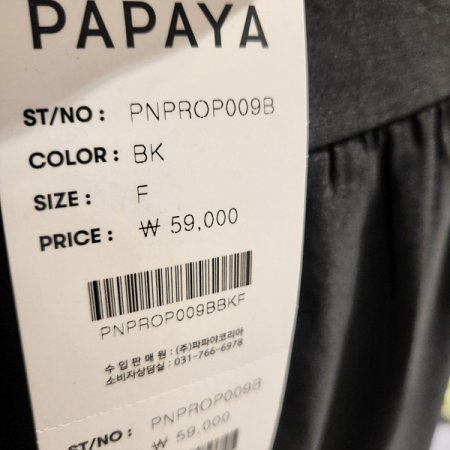 PAPAYA
ST/NO : PNPROP009B
COLOR : BK
SIZE : F
PRICE : ₩ 59,000
PNPROP009BBKF
수 입 판 매 원 : (주)파파야코리아
소비자상담실 : 031-766-6978
ST/NO : PNPROP009B
₩ 59,000